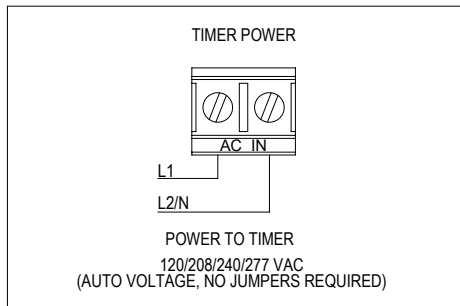 TIMER POWER
AC IN
L1
L2/N
POWER TO TIMER
120/208/240/277 VAC
(AUTO VOLTAGE, NO JUMPERS REQUIRED)